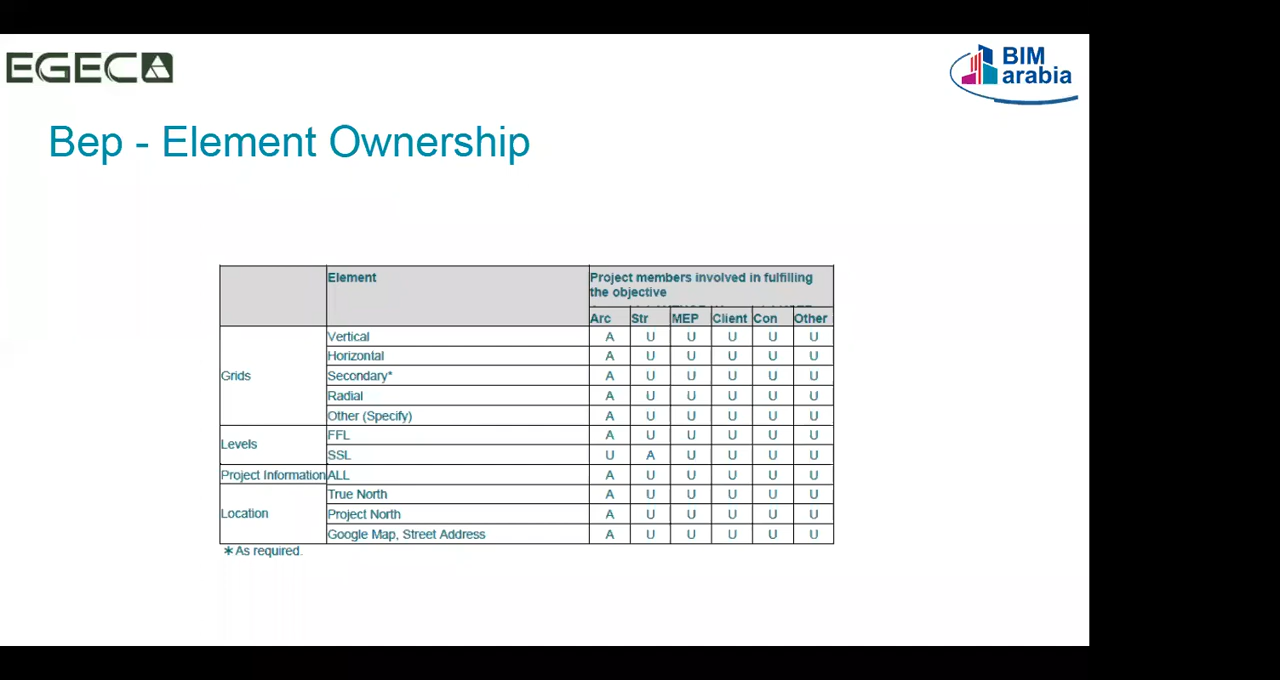 EGEC
BIM
arabia
Bep - Element Ownership
Element Project members involved in fulfilling
the objective
Arc Str MEP Client Con Other
Grids
Vertical A U U U U U
Horizontal A U U U U U
Secondary* A U U U U U
Radial A U U U U U
Other (Specify) A U U U U U
Levels
FFL A U U U U U
SSL U A U U U U
Project Information ALL A U U U U U
Location
True North A U U U U U
Project North A U U U U U
Google Map, Street Address A U U U U U
*As required.